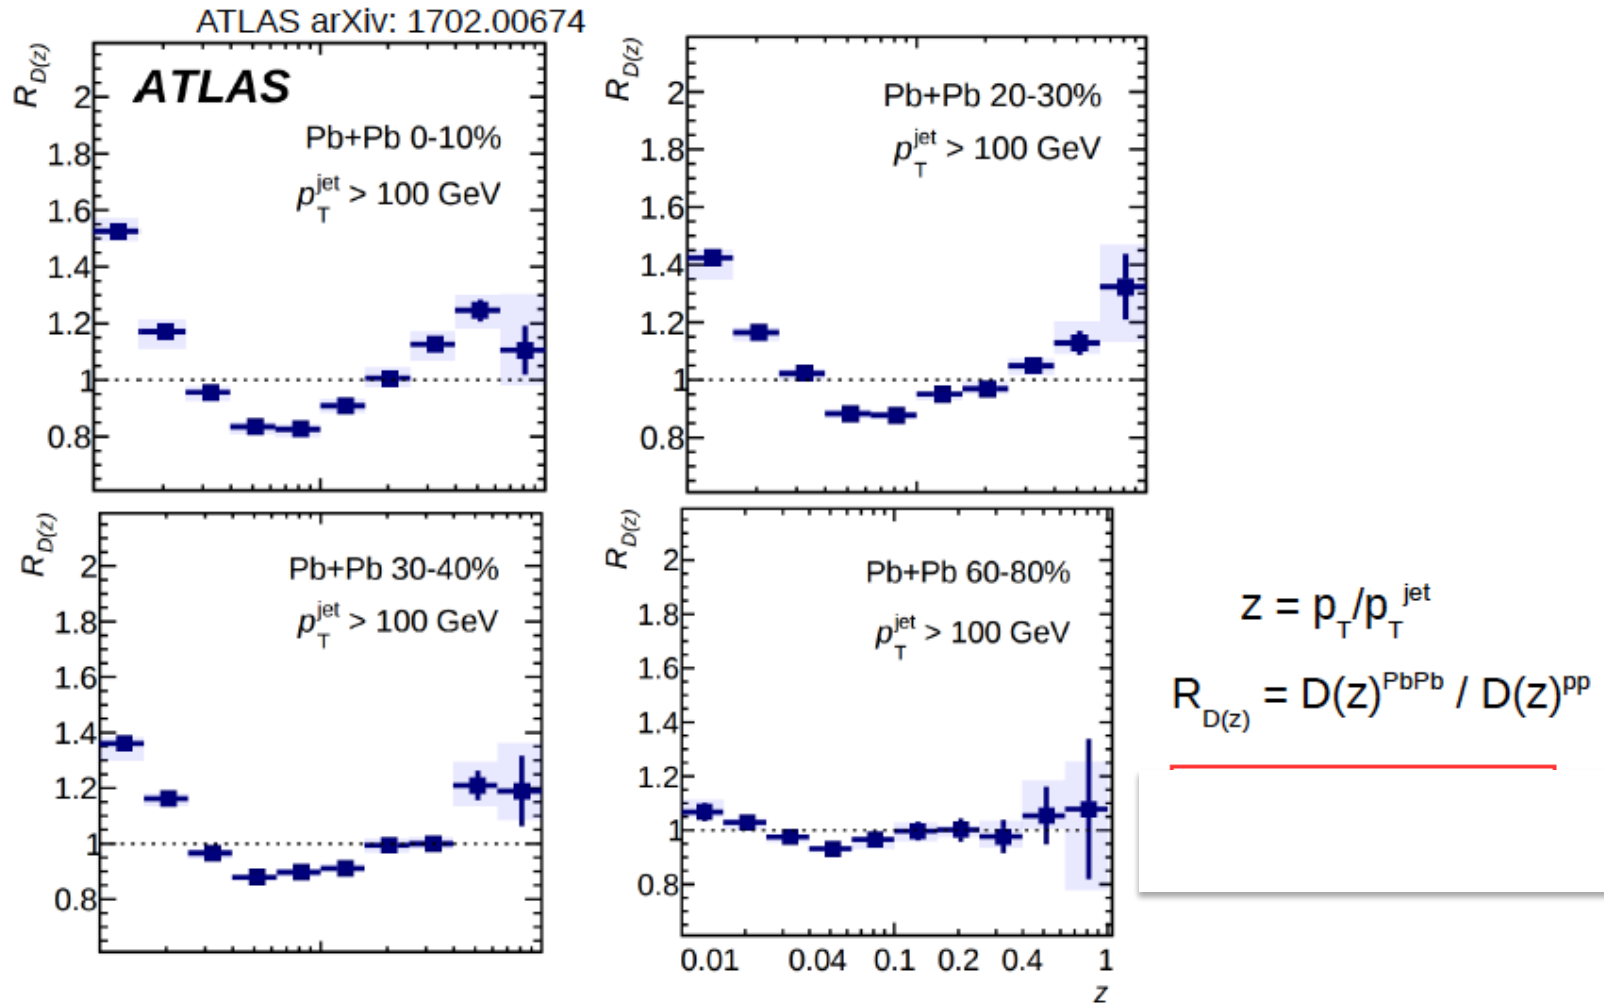 ATLAS arXiv: 1702.00674
R_D(z)
ATLAS
Pb+Pb 0-10%
p_T^jet > 100 GeV
2
1.8
1.6
1.4
1.2
1
0.8
R_D(z)
Pb+Pb 20-30%
p_T^jet > 100 GeV
2
1.8
1.6
1.4
1.2
1
0.8
R_D(z)
Pb+Pb 30-40%
p_T^jet > 100 GeV
2
1.8
1.6
1.4
1.2
1
0.8
R_D(z)
Pb+Pb 60-80%
p_T^jet > 100 GeV
2
1.8
1.6
1.4
1.2
1
0.8
0.01 0.04 0.1 0.2 0.4 1
z
z = p_T/p_T^jet
R_D(z) = D(z)^PbPb / D(z)^pp